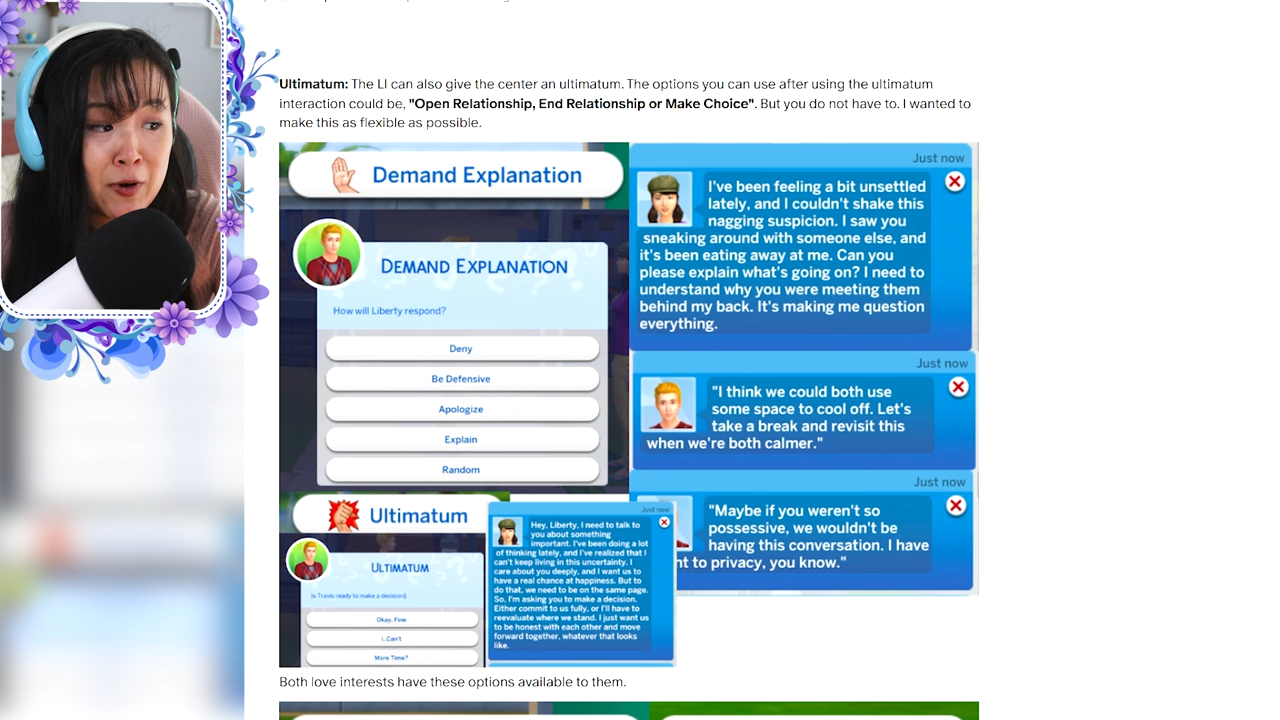 Ultimatum: The LI can also give the center an ultimatum. The options you can use after using the ultimatum
interaction could be, "Open Relationship, End Relationship or Make Choice". But you do not have to. I wanted to
make this as flexible as possible.
Demand Explanation
DEMAND EXPLANATION
How will Liberty respond?
Deny
Be Defensive
Apologize
Explain
Random
Just now
I've been feeling a bit unsettled
lately, and I couldn't shake this
nagging suspicion. I saw you
sneaking around with someone else, and
it's been eating away at me. Can you
please explain what's going on? I need to
understand why you were meeting them
behind my back. It's making me question
everything.
Just now
"I think we could both use
some space to cool off. Let's
take a break and revisit this
when we're both calmer."
Just now
"Maybe if you weren't so
possessive, we wouldn't be
having this conversation. I have
to privacy, you know."
Ultimatum
ULTIMATUM
Is Travis ready to make a decision)
Okay, Fine
I...Can't
More Time?
Just now
Hey, Liberty, I need to talk to
you about something
important. I've been doing a lot
of thinking lately, and I've realized that I
can't keep living in this uncertainty. I
care about you deeply, and I want us to
have a real chance at happiness. But to
do that, we need to be on the same page.
So, I'm asking you to make a decision.
Either commit to us fully, or I'll have to
reevaluate where we stand. I just want us
to be honest with each other and move
forward together, whatever that looks
like.
Both love interests have these options available to them.